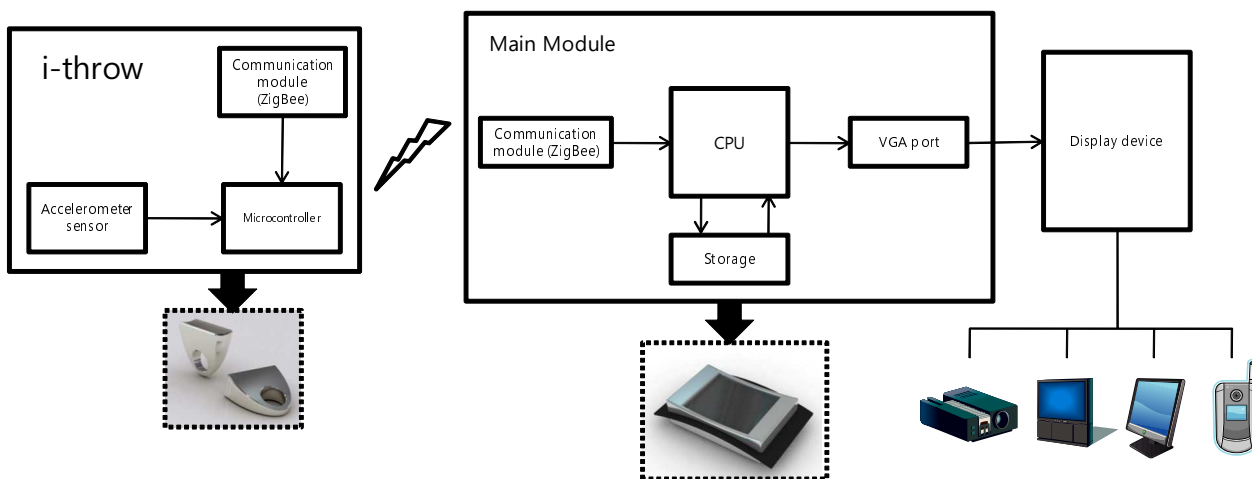 i-throw
Communication
module
(ZigBee)
Accelerometer
sensor
Microcontroller
Main Module
Communication
module (ZigBee)
CPU
VGA port
Storage
Display device